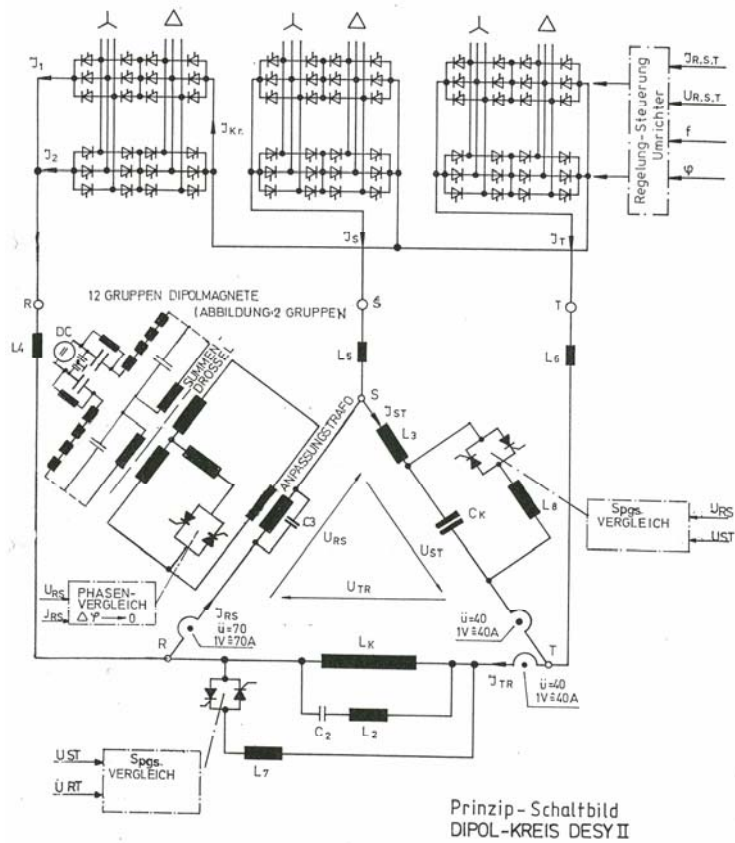 J1
J2
JKr.
JS
JT
Regelung-Steuerung
Umrichter
JR.S.T
UR.S.T
f
φ
R
S
T
12 GRUPPEN DIPOLMAGNETE
(ABBILDUNG·2 GRUPPEN)
DC
L4
L5
L6
SUMMEN-
DROSSEL
ANPASSUNGSTRAFO
S
JST
L3
C3
CK
L8
URS
UST
UTR
Spgs.
VERGLEICH
URS
UST
URS
JRS
PHASEN-
VERGLEICH
△φ → 0
JRS
ü=70
1V≙70A
R
ü=40
1V≙40A
T
LK
JTR
ü=40
1V≙40A
C2
L2
L7
UST
URT
Spgs.
VERGLEICH
Prinzip-Schaltbild
DIPOL-KREIS DESY II